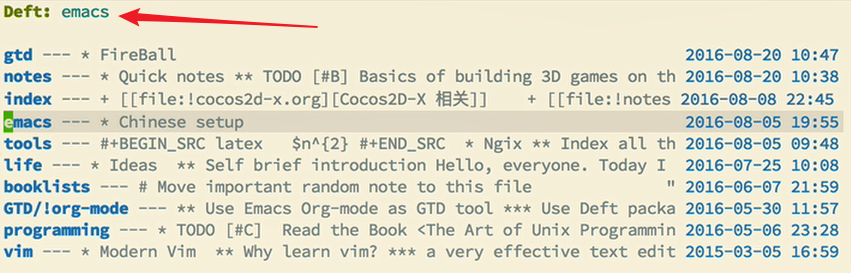 Deft: emacs
gtd --- * FireBall 2016-08-20 10:47
notes --- * Quick notes ** TODO [#B] Basics of building 3D games on th 2016-08-20 10:38
index --- + [[file:!cocos2d-x.org][Cocos2D-X 相关]] + [[file:!notes 2016-08-08 22:45
emacs --- * Chinese setup 2016-08-05 19:55
tools --- #+BEGIN_SRC latex $n^{2} #+END_SRC * Ngix ** Index all th 2016-08-05 09:48
life --- * Ideas ** Self brief introduction Hello, everyone. Today I 2016-07-25 10:08
booklists --- # Move important random note to this file " 2016-06-07 21:59
GTD/!org-mode --- ** Use Emacs Org-mode as GTD tool *** Use Deft packa 2016-05-30 11:57
programming --- * TODO [#C] Read the Book <The Art of Unix Programmin 2016-05-06 23:28
vim --- * Modern Vim ** Why learn vim? *** a very effective text edit 2015-03-05 16:59